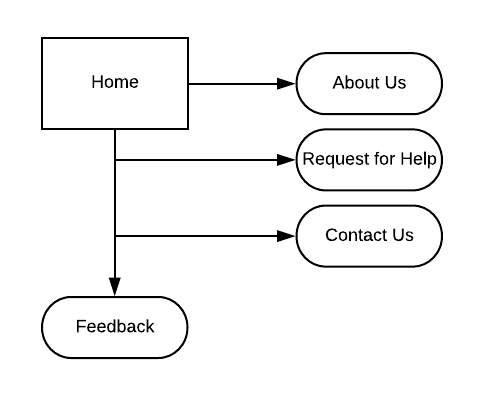 Home
About Us
Request for Help
Contact Us
Feedback